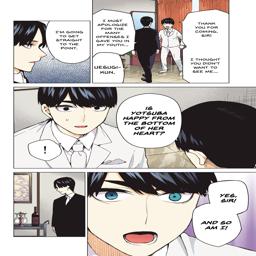 THANK YOU FOR COMING, SIR!
I THOUGHT YOU DIDN'T WANT TO SEE ME...
I MUST APOLOGIZE FOR THE MANY OFFENSES I GAVE YOU IN MY YOUTH...
UESUGI-KUN.
I'M GOING TO GET STRAIGHT TO THE POINT.
IS YOTSUBA HAPPY FROM THE BOTTOM OF HER HEART?
!
YES, SIR!
AND SO AM I!